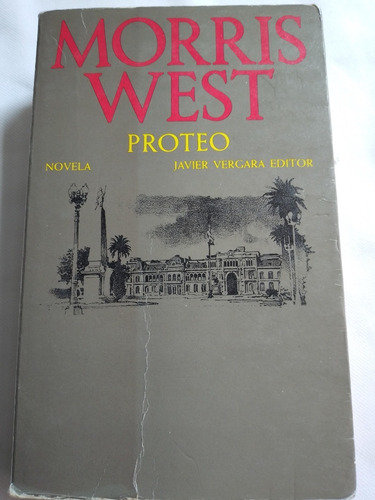 MORRIS
WEST
PROTEO
NOVELA JAVIER VERGARA EDITOR